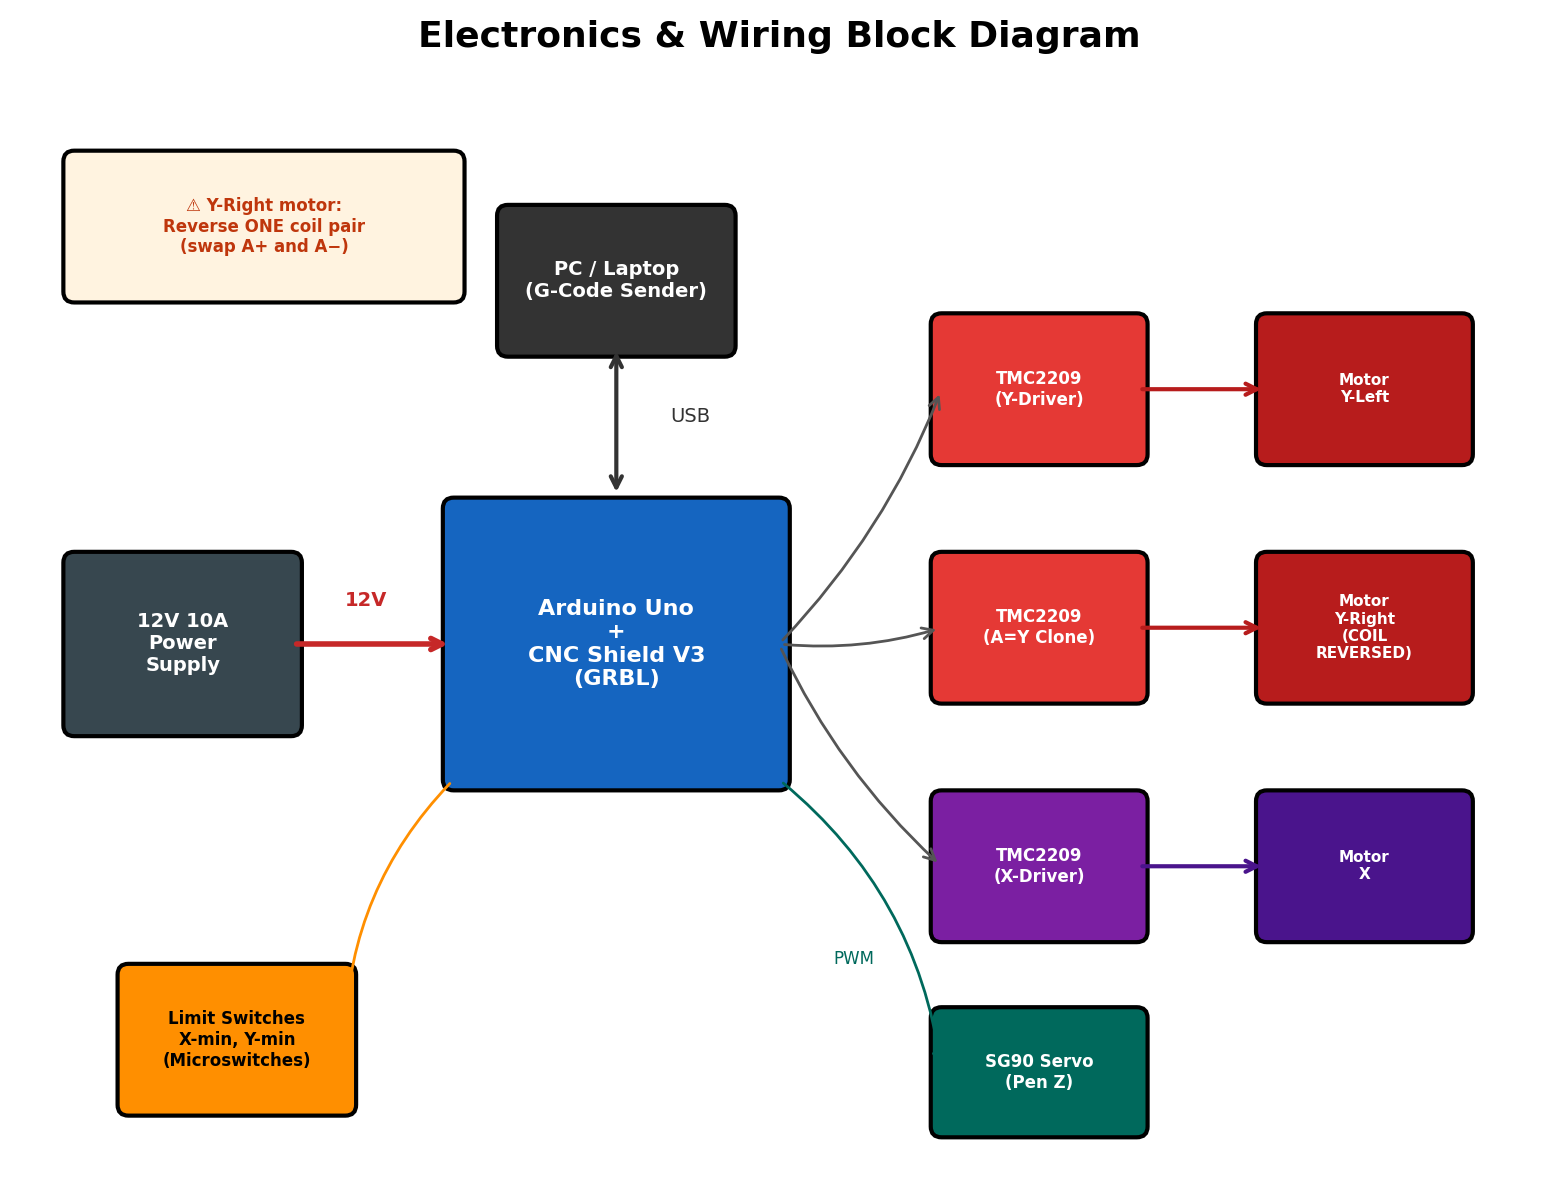 Electronics & Wiring Block Diagram
⚠ Y-Right motor:
Reverse ONE coil pair
(swap A+ and A−)
PC / Laptop
(G-Code Sender)
USB
TMC2209
(Y-Driver)
Motor
Y-Left
12V 10A
Power
Supply
12V
Arduino Uno
+
CNC Shield V3
(GRBL)
TMC2209
(A=Y Clone)
Motor
Y-Right
(COIL
REVERSED)
TMC2209
(X-Driver)
Motor
X
PWM
Limit Switches
X-min, Y-min
(Microswitches)
SG90 Servo
(Pen Z)